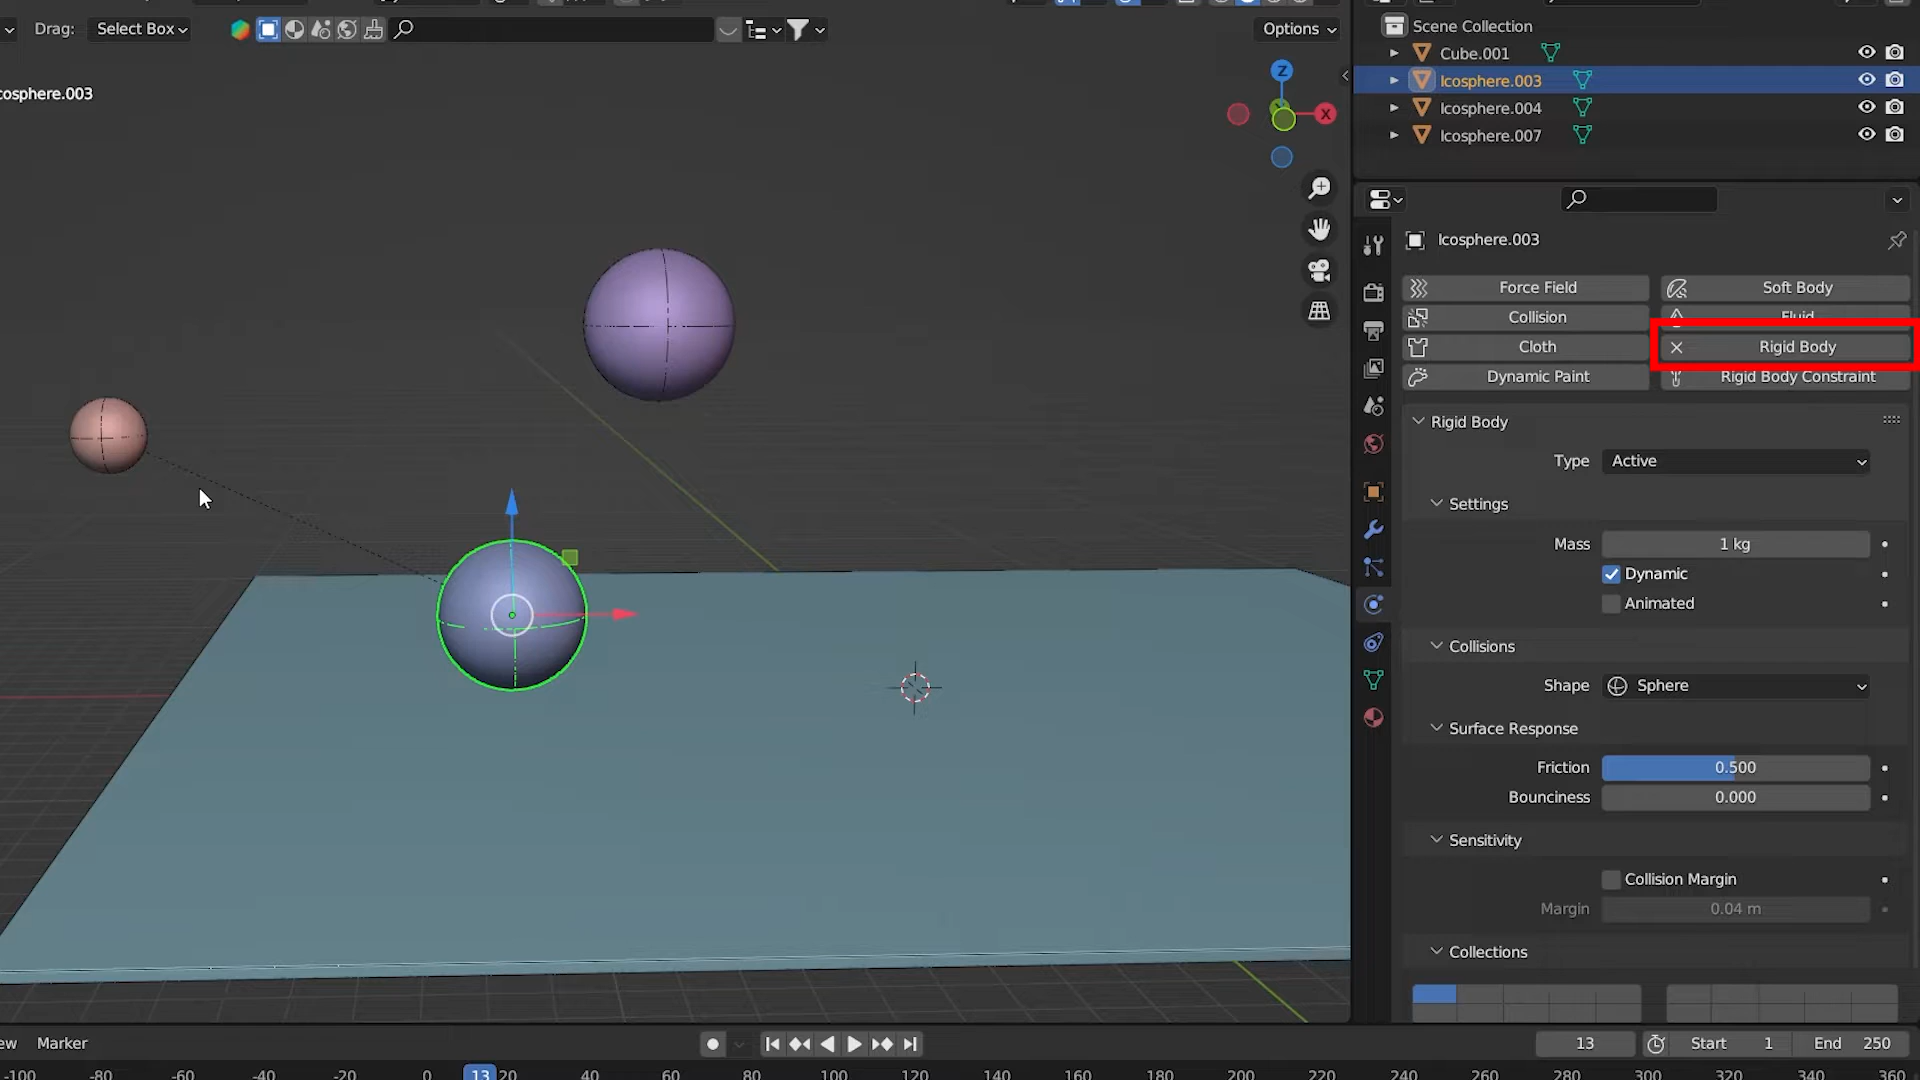 Drag: Select Box
Options
cosphere.003
Z
X
Scene Collection
Cube.001
Icosphere.003
Icosphere.004
Icosphere.007
Icosphere.003
Force Field
Soft Body
Collision
Fluid
Cloth
Rigid Body
Dynamic Paint
Rigid Body Constraint
Rigid Body
Type Active
Settings
Mass 1 kg
Dynamic
Animated
Collisions
Shape Sphere
Surface Response
Friction 0.500
Bounciness 0.000
Sensitivity
Collision Margin
Margin 0.04 m
Collections
ew Marker
13 Start 1 End 250
-100 -80 -60 -40 -20 0 13 20 40 60 80 100 120 140 160 180 200 220 240 260 280 300 320 340 360